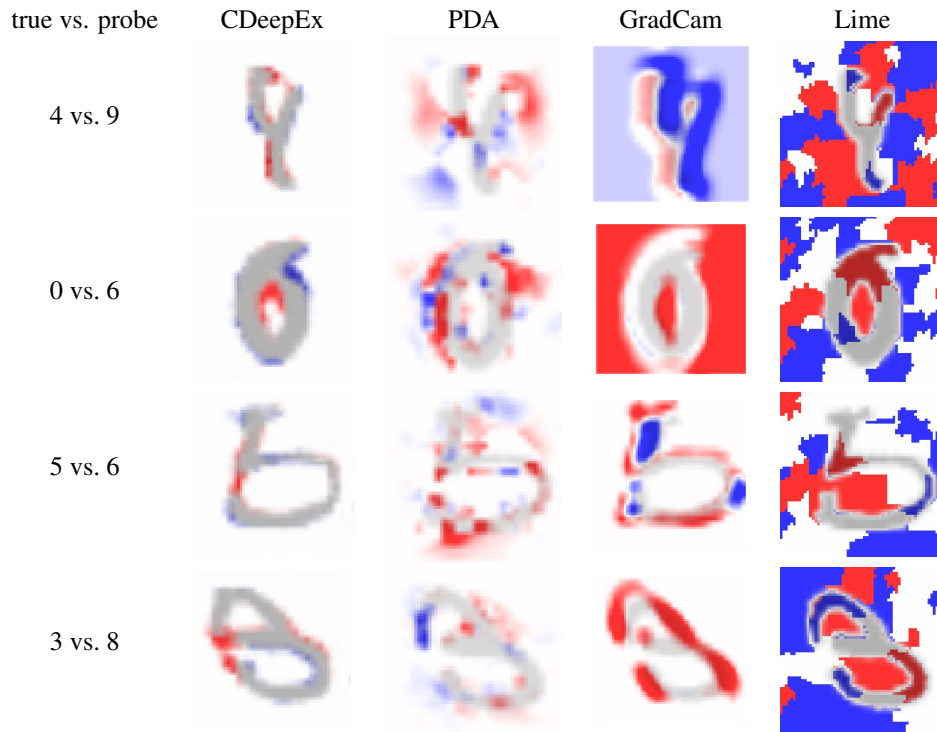 true vs. probe CDeepEx PDA GradCam Lime
4 vs. 9
0 vs. 6
5 vs. 6
3 vs. 8